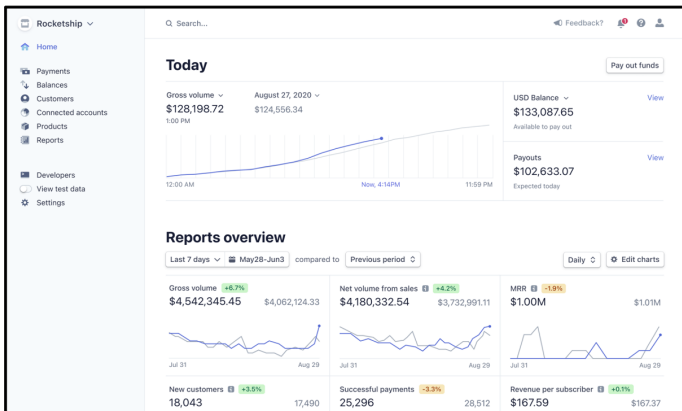 Rocketship
Search...
Feedback?
Home
Payments
Balances
Customers
Connected accounts
Products
Reports
Developers
View test data
Settings
Today
Pay out funds
Gross volume
August 27, 2020
$128,198.72
$124,556.34
1:00 PM
12:00 AM
Now, 4:14PM
11:59 PM
USD Balance
View
$133,087.65
Available to pay out
Payouts
View
$102,633.07
Expected today
Reports overview
Last 7 days
May28-Jun3
compared to
Previous period
Daily
Edit charts
Gross volume +6.7%
$4,542,345.45
$4,062,124.33
Jul 31
Aug 29
Net volume from sales +4.2%
$4,180,332.54
$3,732,991.11
Jul 31
Aug 29
MRR -1.9%
$1.00M
$1.01M
Jul 31
Aug 29
New customers +3.5%
18,043
17,490
Successful payments -3.3%
25,296
28,512
Revenue per subscriber +0.1%
$167.59
$167.37